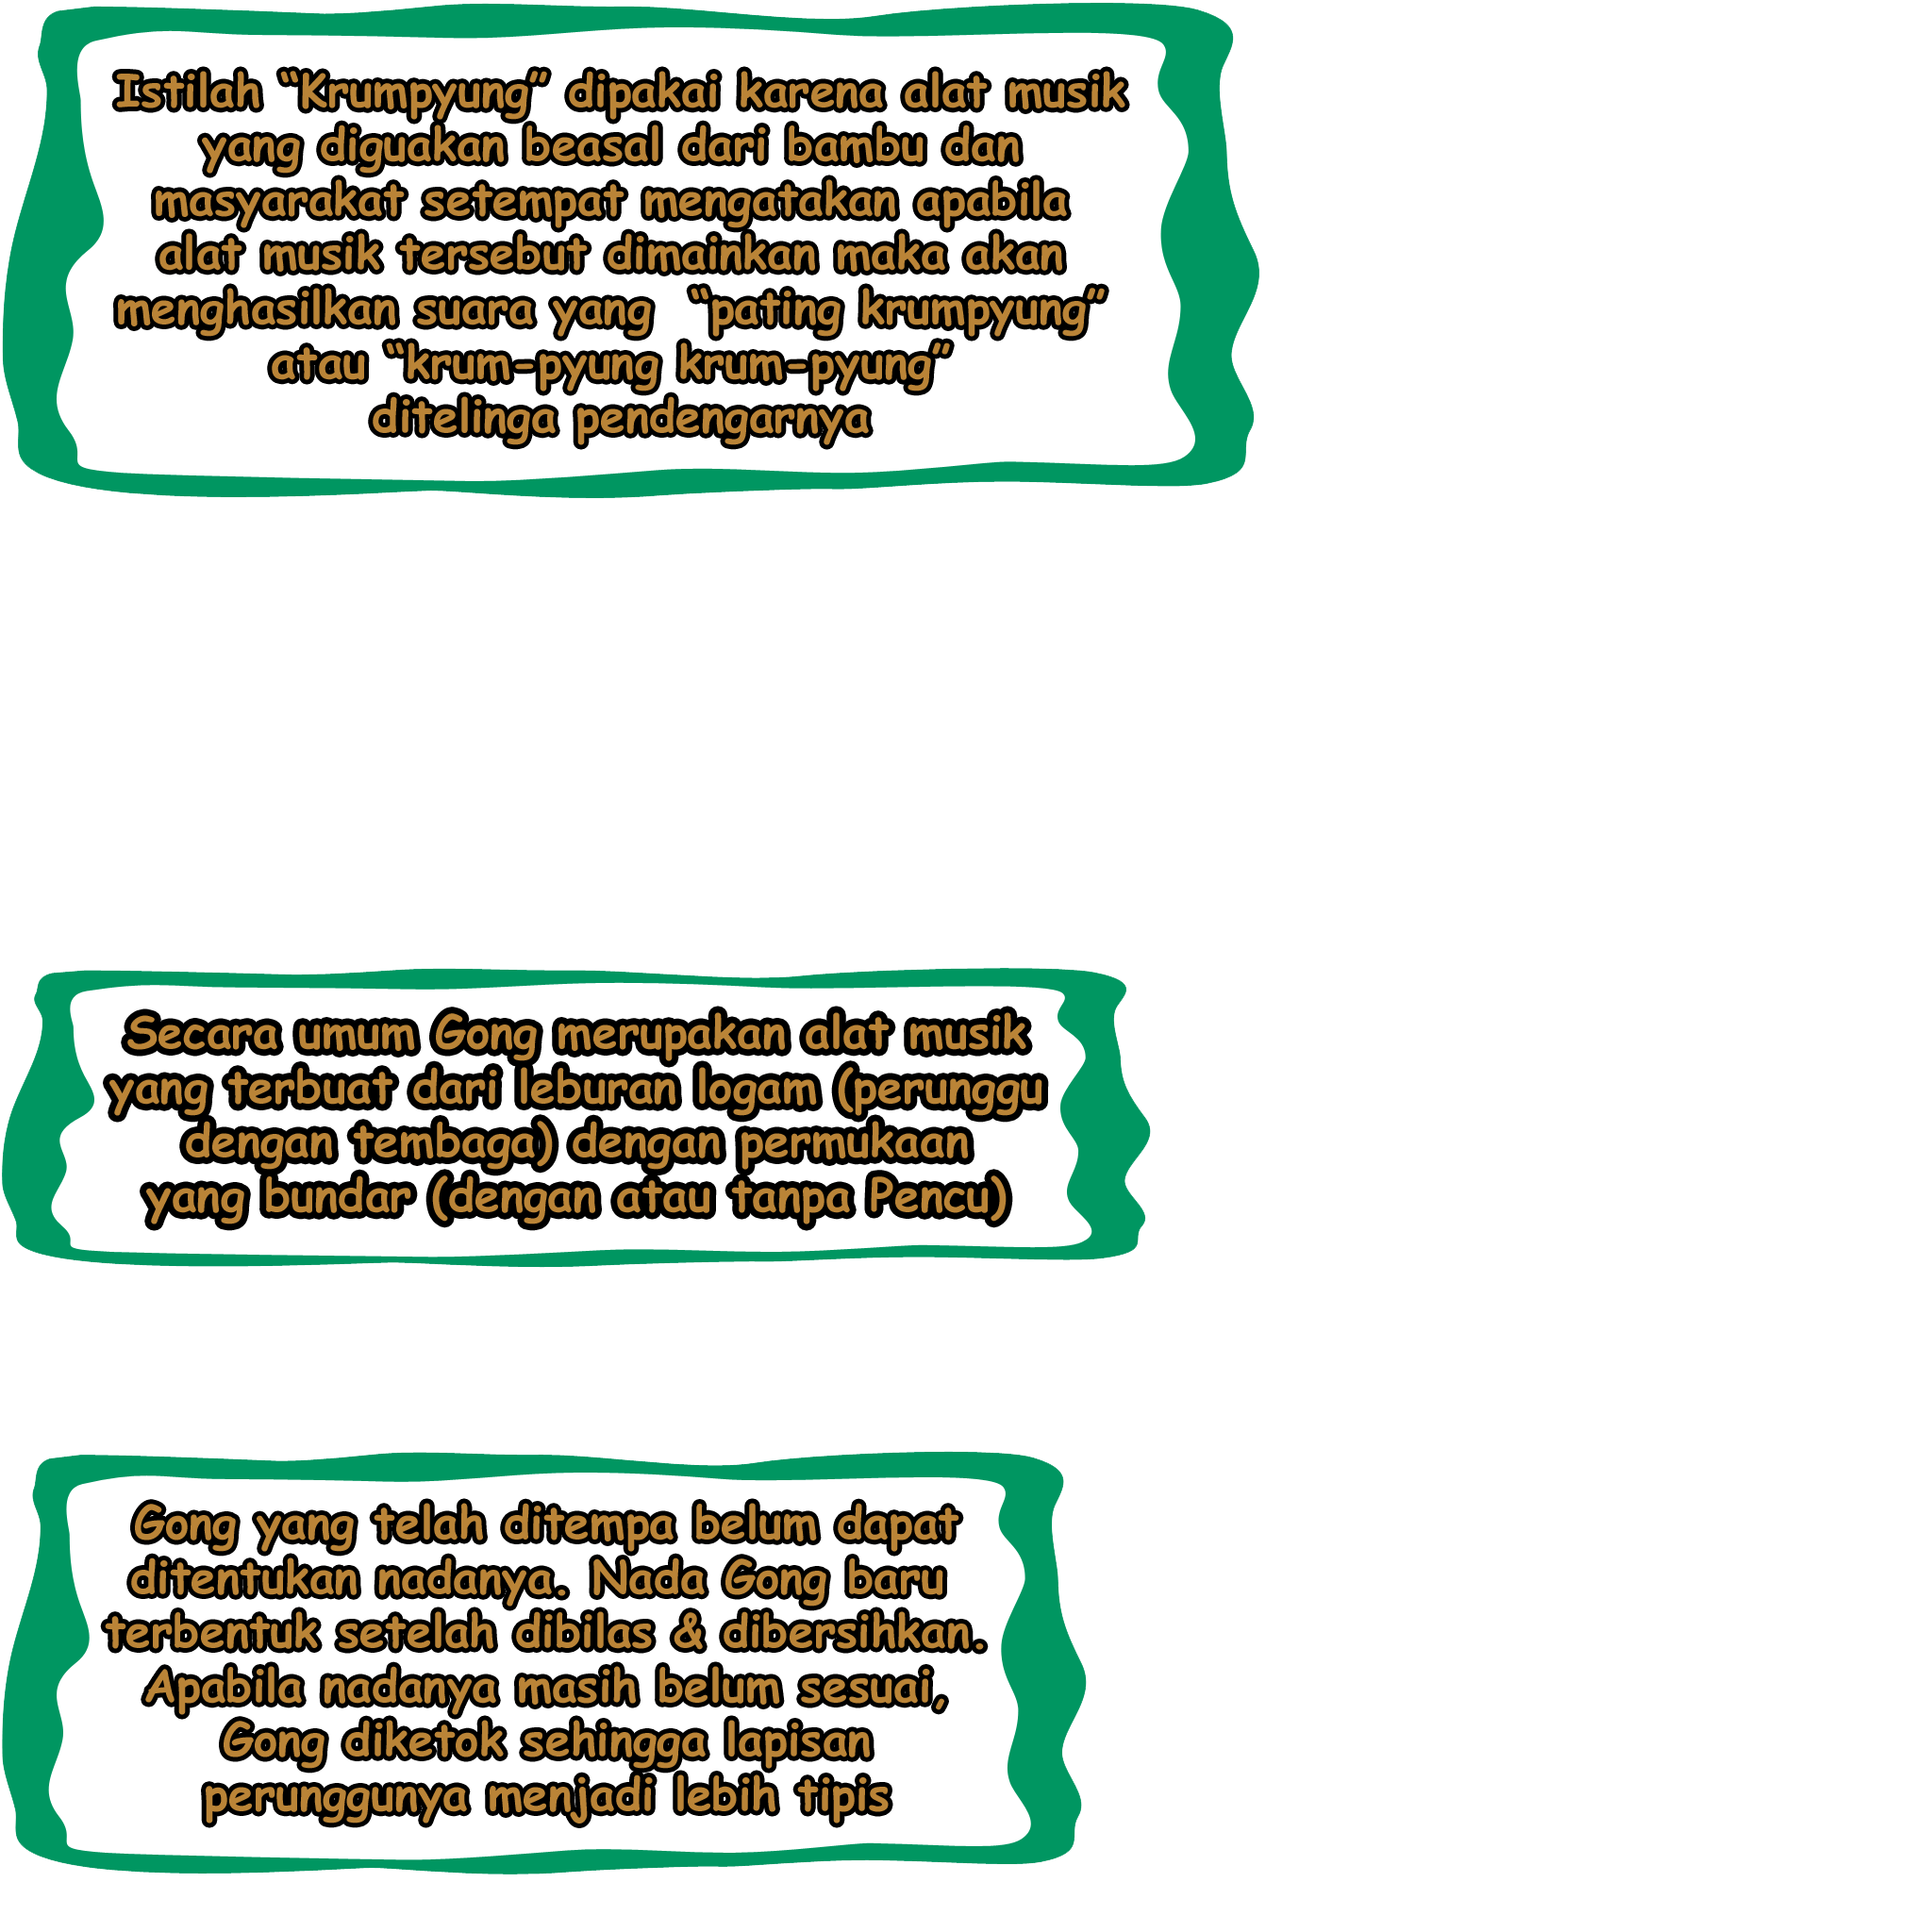 Istilah “Krumpyung” dipakai karena alat musik
yang diguakan beasal dari bambu dan
masyarakat setempat mengatakan apabila
alat musik tersebut dimainkan maka akan
menghasilkan suara yang “pating krumpyung”
atau “krum-pyung krum-pyung”
ditelinga pendengarnya
Secara umum Gong merupakan alat musik
yang terbuat dari leburan logam (perunggu
dengan tembaga) dengan permukaan
yang bundar (dengan atau tanpa Pencu)
Gong yang telah ditempa belum dapat
ditentukan nadanya. Nada Gong baru
terbentuk setelah dibilas & dibersihkan.
Apabila nadanya masih belum sesuai,
Gong diketok sehingga lapisan
perunggunya menjadi lebih tipis